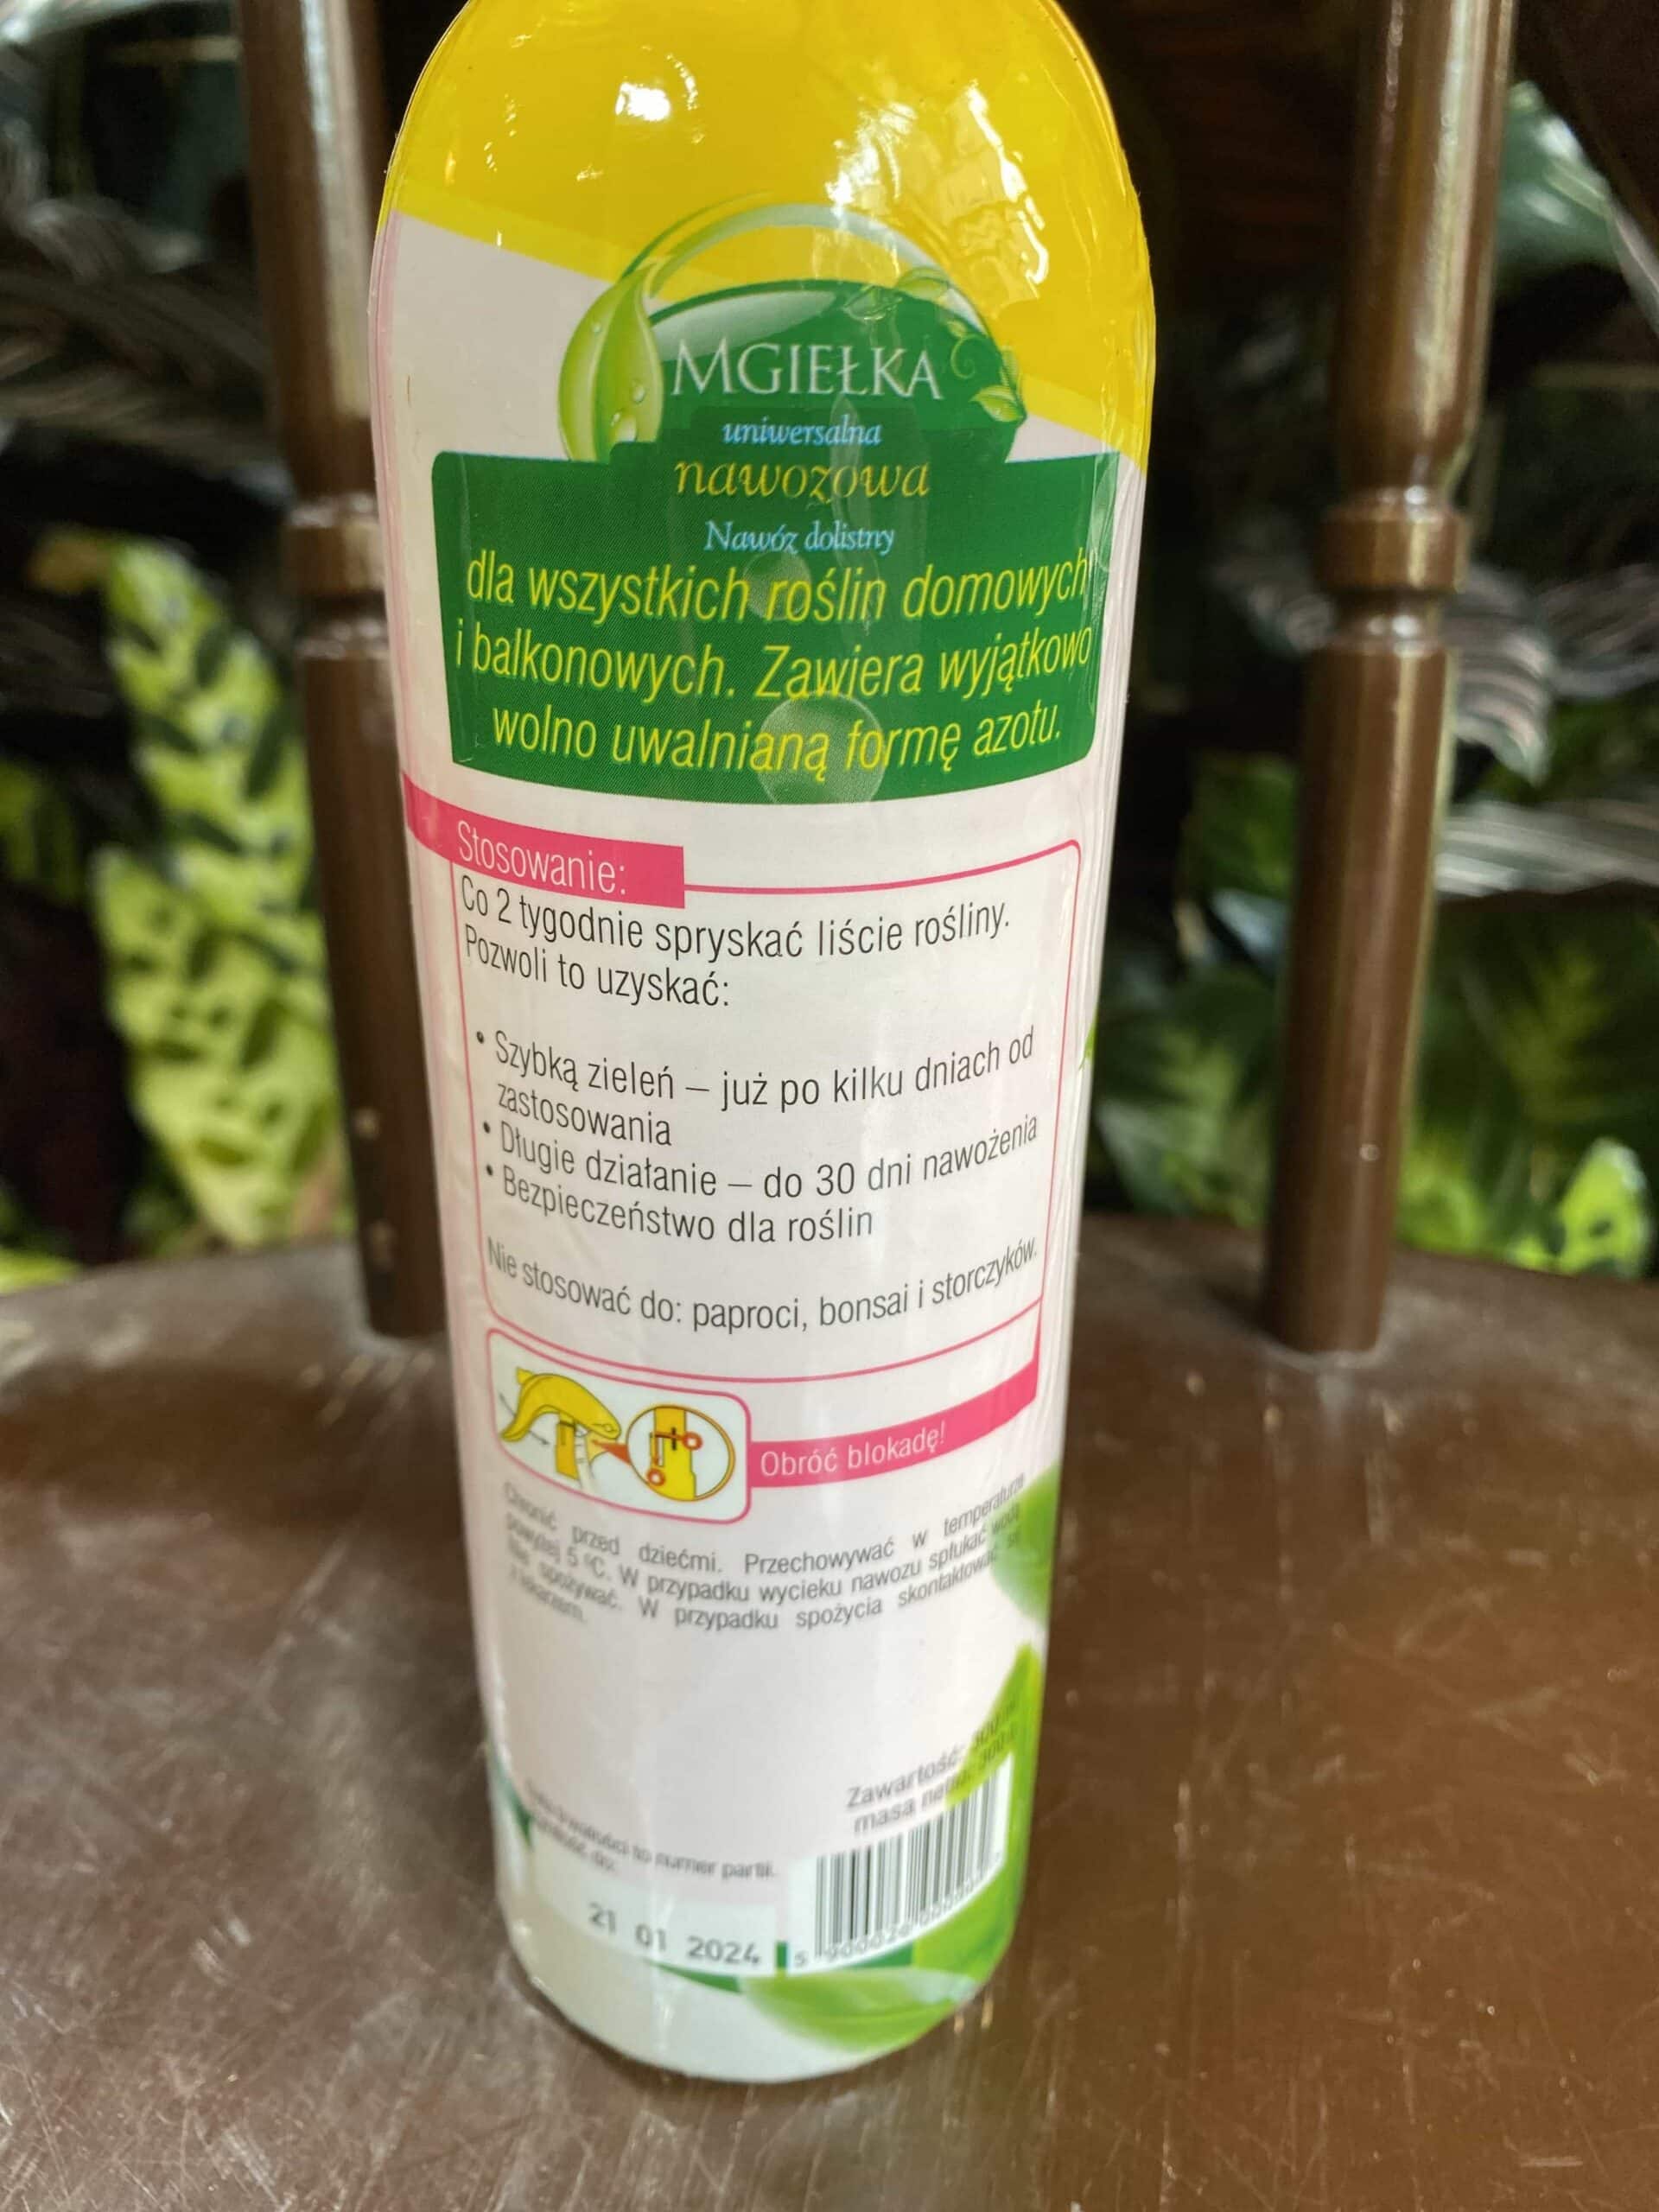 MGIEŁKA
uniwersalna
nawozowa
Nawóz dolistny
dla wszystkich roślin domowych
i balkonowych. Zawiera wyjątkowo
wolno uwalnianą formę azotu.
Stosowanie:
Co 2 tygodnie spryskać liście rośliny.
Pozwoli to uzyskać:
• Szybką zieleń – już po kilku dniach od
zastosowania
• Długie działanie – do 30 dni nawożenia
• Bezpieczeństwo dla roślin
Nie stosować do: paproci, bonsai i storczyków.
Obróć blokadę!
Chronić przed dziećmi. Przechowywać w temperaturze
powyżej 5 °C. W przypadku wycieku nawozu spłukać wodą
Nie spożywać. W przypadku spożycia skontaktować się
z lekarzem.
Zawartość:
masa
to numer partii.
21 01 2024
5